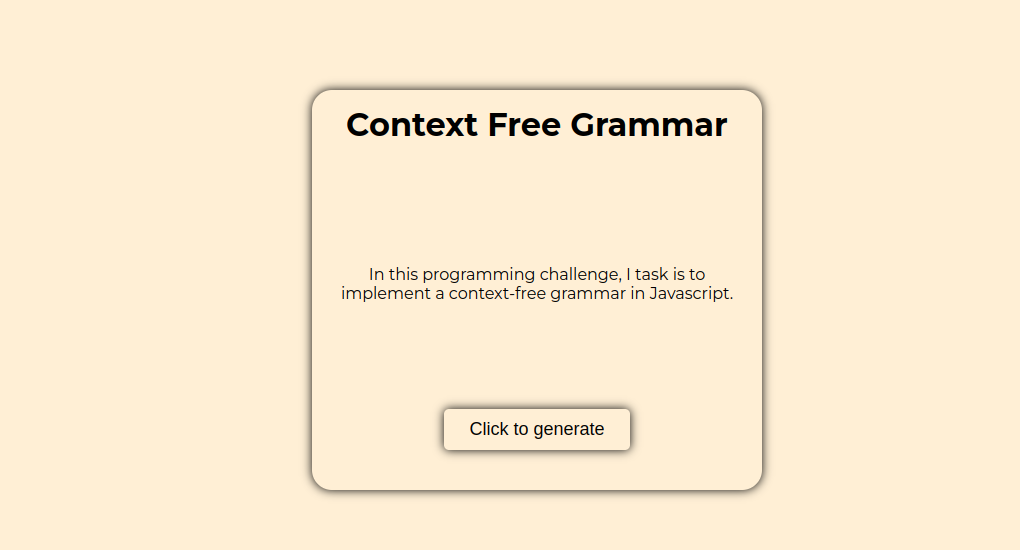 Context Free Grammar
In this programming challenge, I task is to
implement a context-free grammar in Javascript.
Click to generate